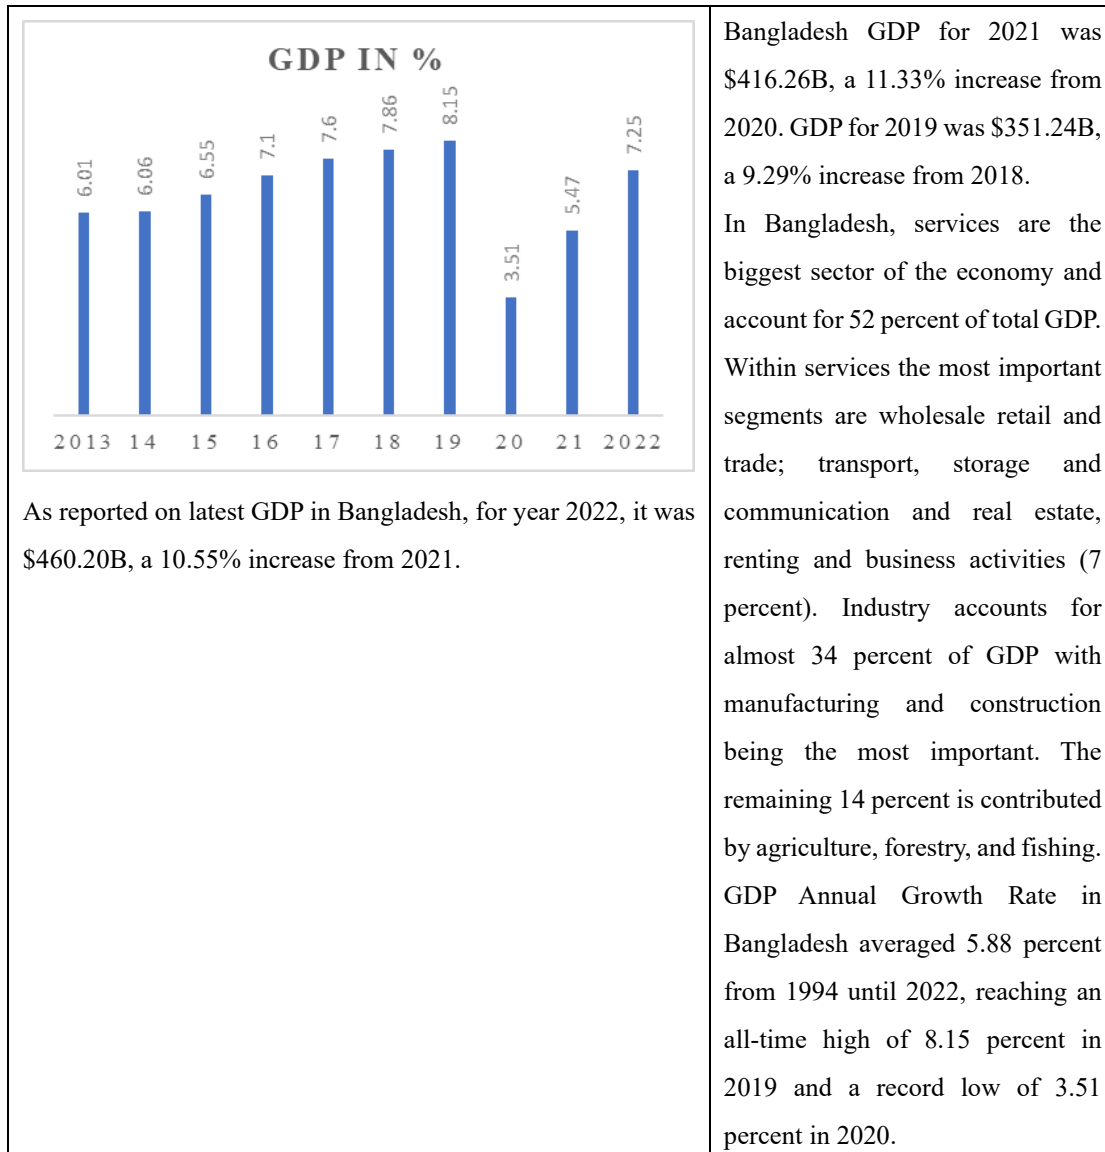 GDP IN %
6.01 6.06 6.55 7.1 7.6 7.86 8.15 3.51 5.47 7.25
2013 14 15 16 17 18 19 20 21 2022
As reported on latest GDP in Bangladesh, for year 2022, it was
$460.20B, a 10.55% increase from 2021.
Bangladesh GDP for 2021 was
$416.26B, a 11.33% increase from
2020. GDP for 2019 was $351.24B,
a 9.29% increase from 2018.
In Bangladesh, services are the
biggest sector of the economy and
account for 52 percent of total GDP.
Within services the most important
segments are wholesale retail and
trade; transport, storage and
communication and real estate,
renting and business activities (7
percent). Industry accounts for
almost 34 percent of GDP with
manufacturing and construction
being the most important. The
remaining 14 percent is contributed
by agriculture, forestry, and fishing.
GDP Annual Growth Rate in
Bangladesh averaged 5.88 percent
from 1994 until 2022, reaching an
all-time high of 8.15 percent in
2019 and a record low of 3.51
percent in 2020.